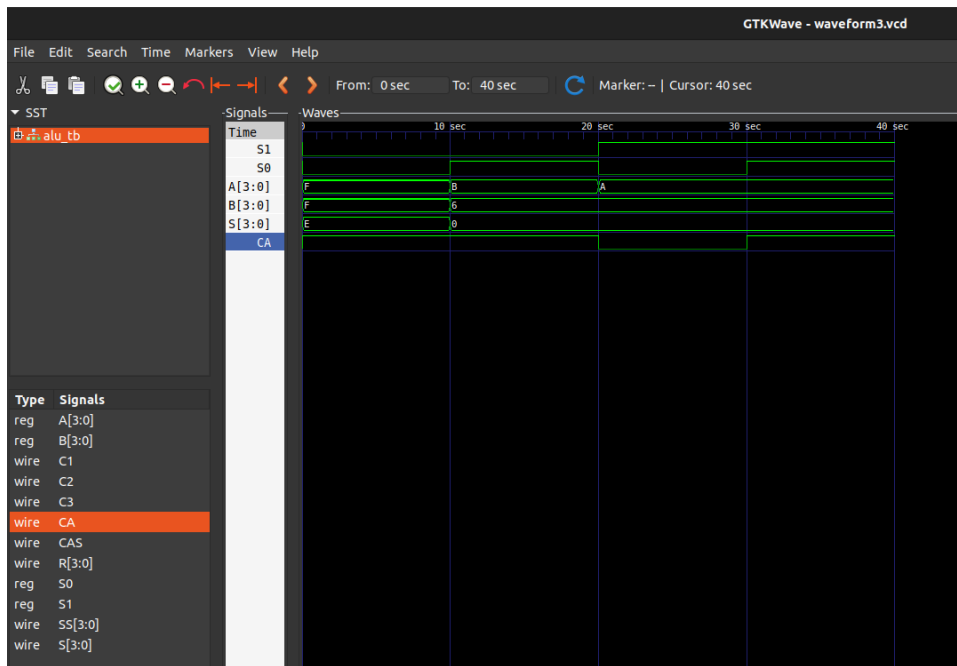 GTKWave - waveform3.vcd
File Edit Search Time Markers View Help
From: 0 sec To: 40 sec Marker: -- | Cursor: 40 sec
SST
alu_tb
Signals
Time
S1
S0
A[3:0]
B[3:0]
S[3:0]
CA
Waves
0 10 sec 20 sec 30 sec 40 sec
F B A
F 6
E 0
Type Signals
reg A[3:0]
reg B[3:0]
wire C1
wire C2
wire C3
wire CA
wire CAS
wire R[3:0]
reg S0
reg S1
wire SS[3:0]
wire S[3:0]